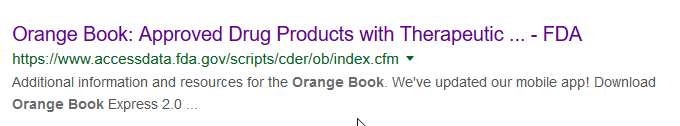 Orange Book: Approved Drug Products with Therapeutic ... - FDA
https://www.accessdata.fda.gov/scripts/cder/ob/index.cfm
Additional information and resources for the Orange Book. We've updated our mobile app! Download
Orange Book Express 2.0 ...